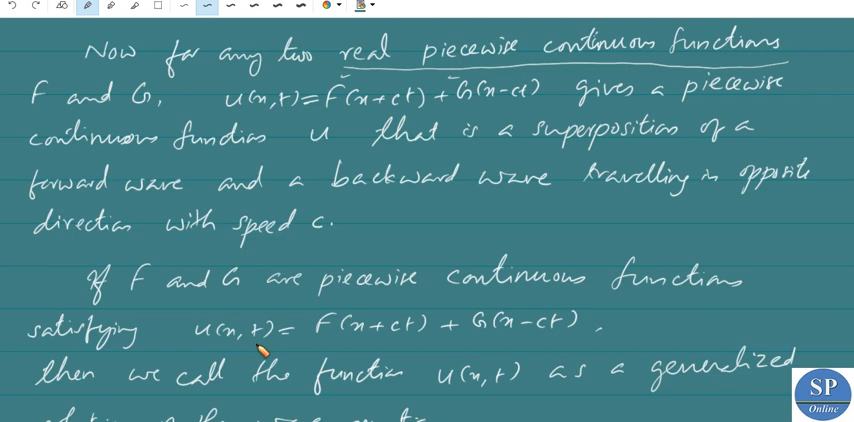 Now for any two real piecewise continuous functions
F and G, u(x,t) = F(x+ct) + G(x-ct) gives a piecewise
continuous function u that is a superposition of a
forward wave and a backward wave travelling in opposite
direction with speed c.
If F and G are piecewise continuous functions
satisfying u(x,t) = F(x+ct) + G(x-ct),
then we call the function u(x,t) as a generalized
SP
Online